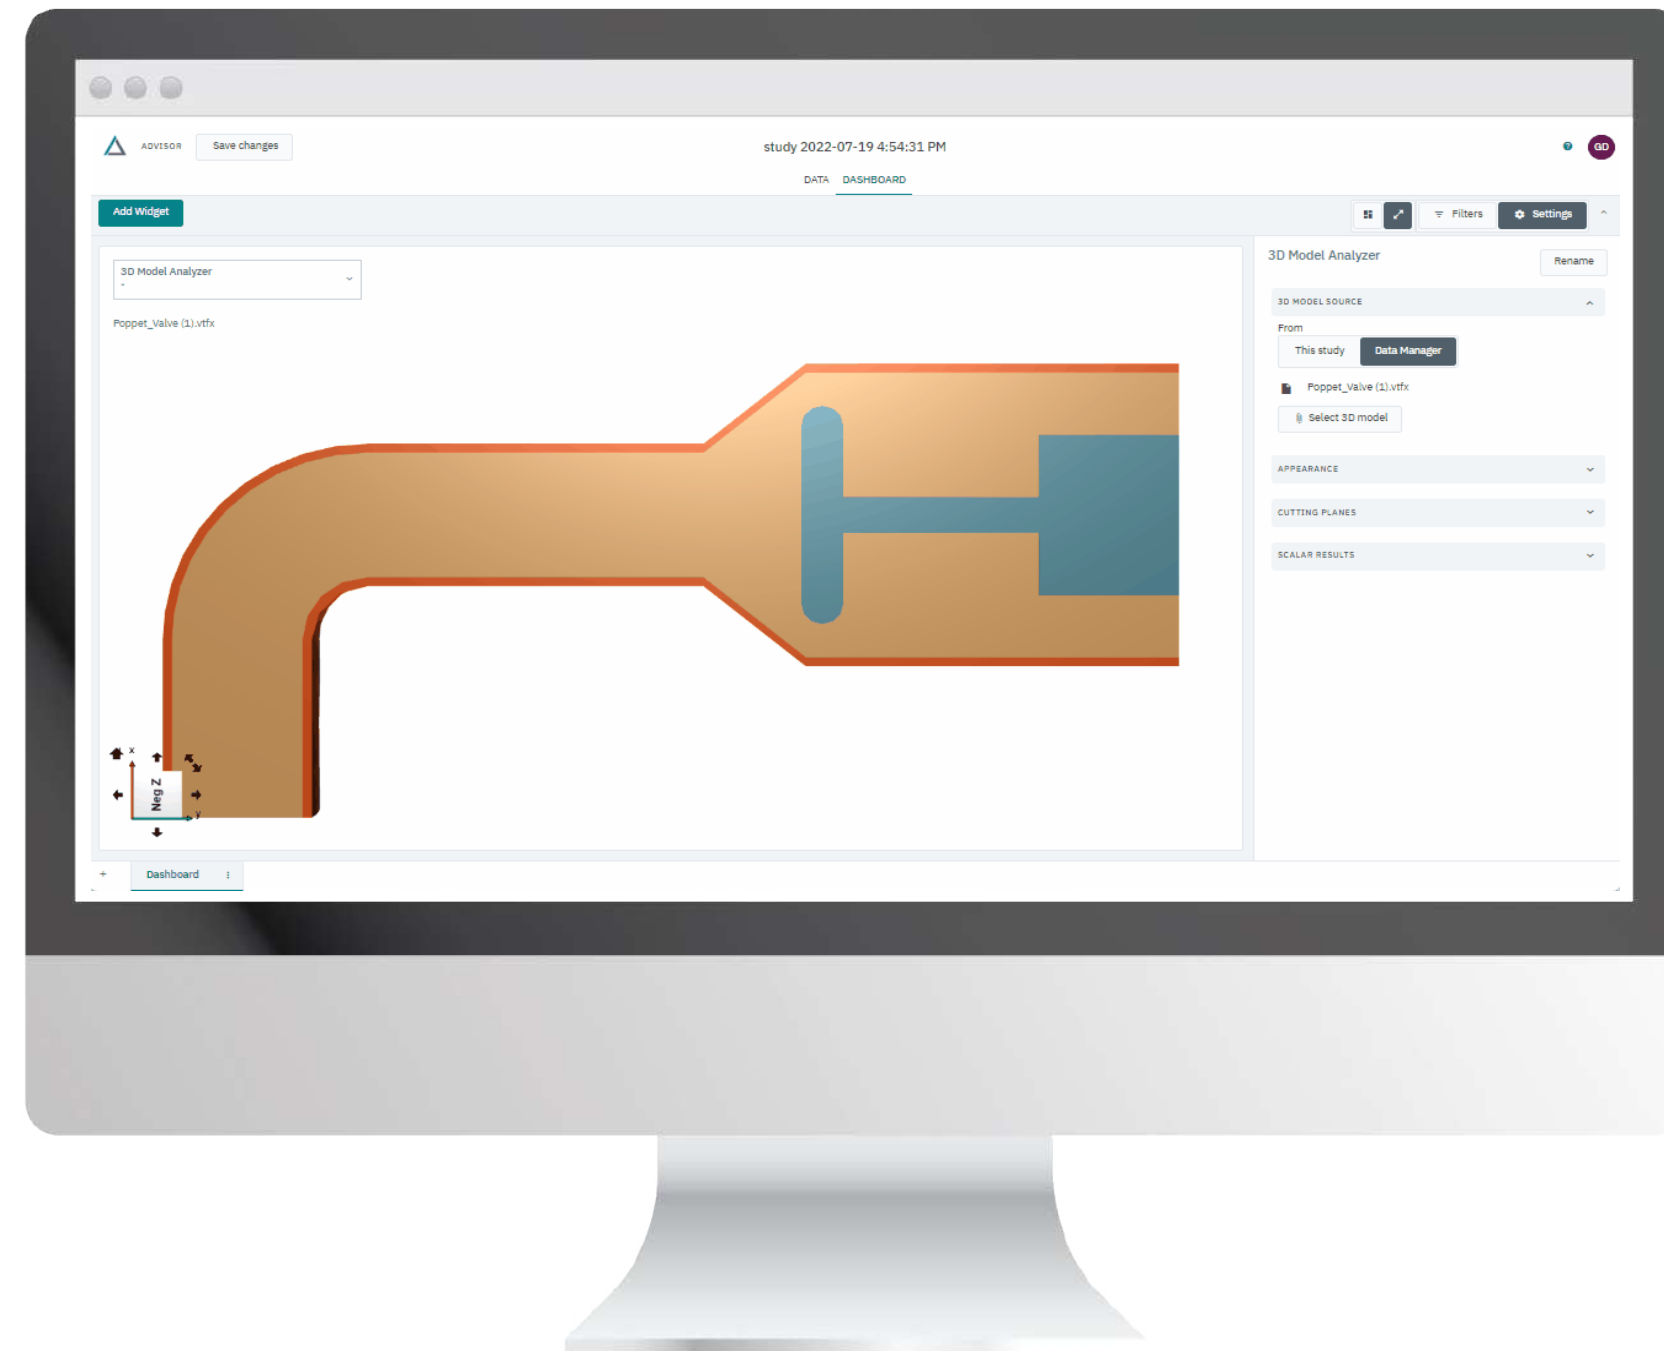 ADVISOR
Save changes
study 2022-07-19 4:54:31 PM
GD
DATA DASHBOARD
Add Widget
Filters
Settings
3D Model Analyzer
-
Poppet_Valve (1).vtfx
3D Model Analyzer
Rename
3D MODEL SOURCE
From
This study
Data Manager
Poppet_Valve (1).vtfx
Select 3D model
APPEARANCE
CUTTING PLANES
SCALAR RESULTS
x
Neg Z
y
+ Dashboard